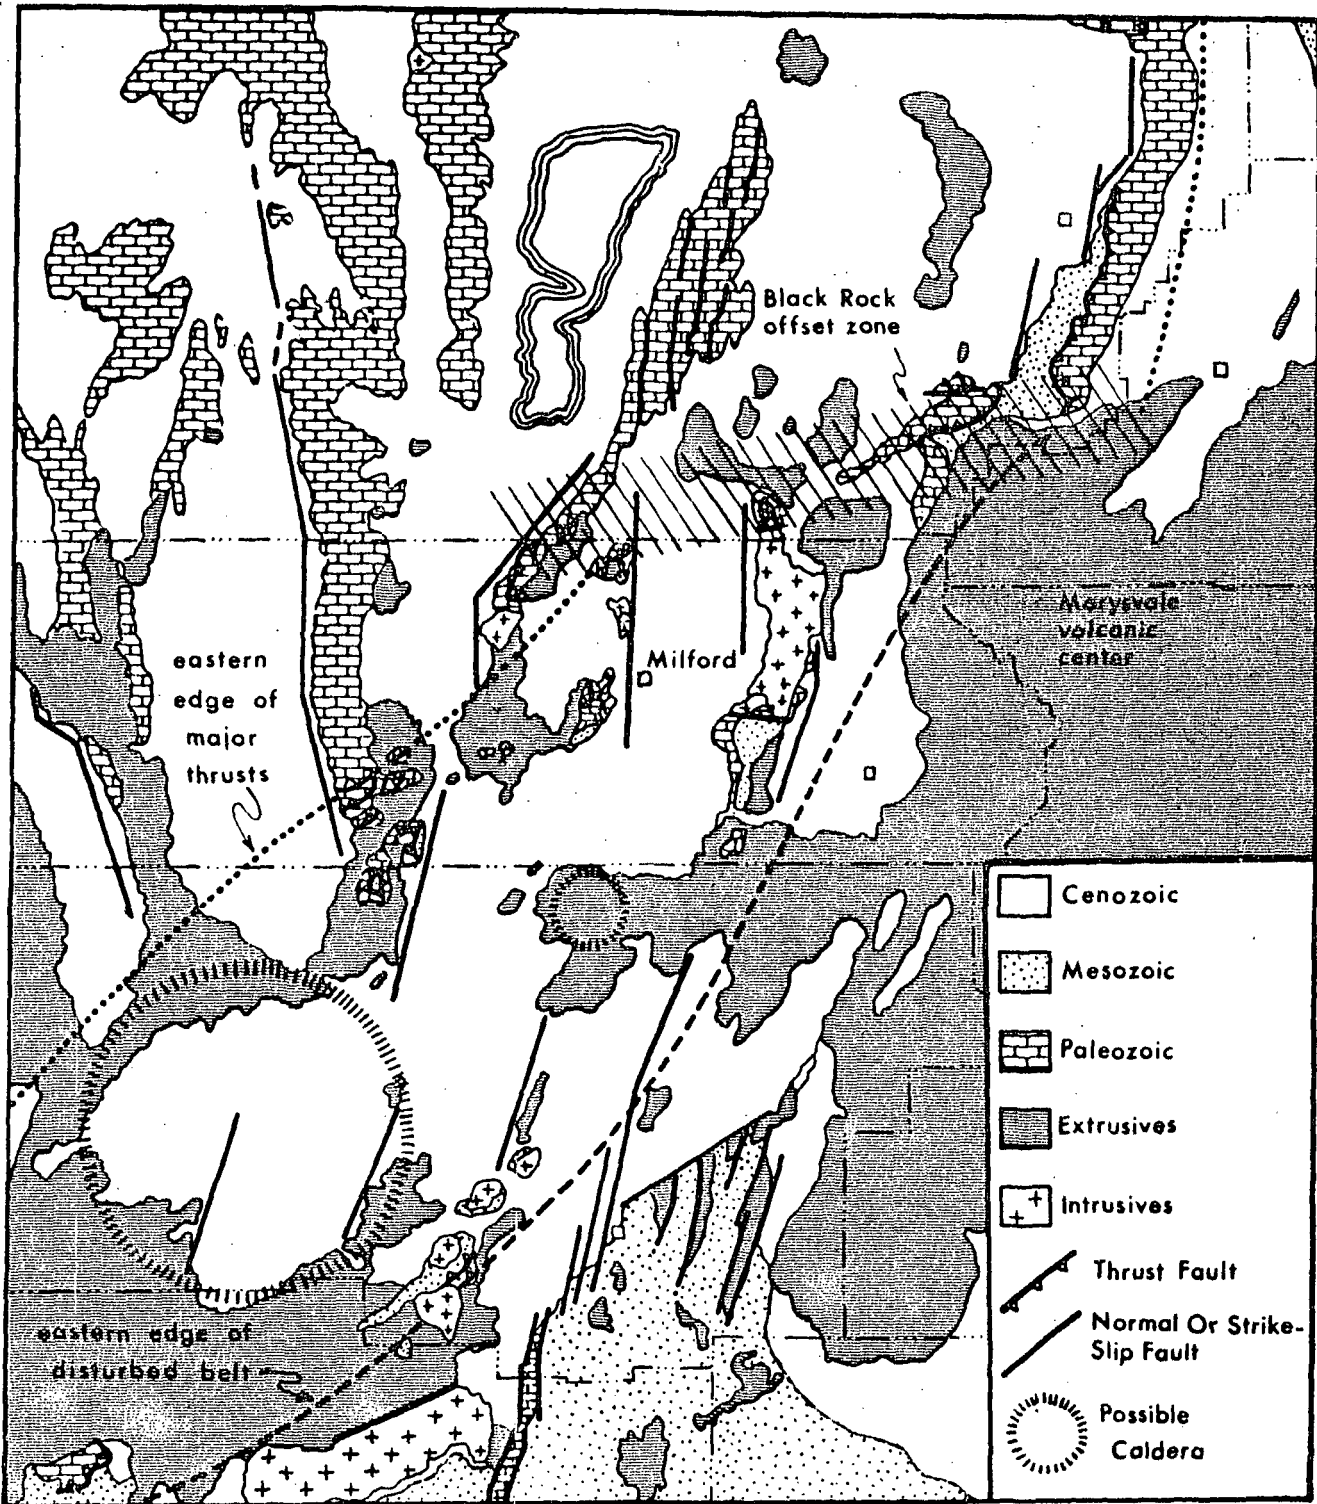 Black Rock
offset zone
Marysvale
volcanic
center
eastern
edge of
major
thrusts
Milford
Cenozoic
Mesozoic
Paleozoic
Extrusives
Intrusives
Thrust Fault
Normal Or Strike-
Slip Fault
Possible
Caldera
eastern edge of
disturbed belt